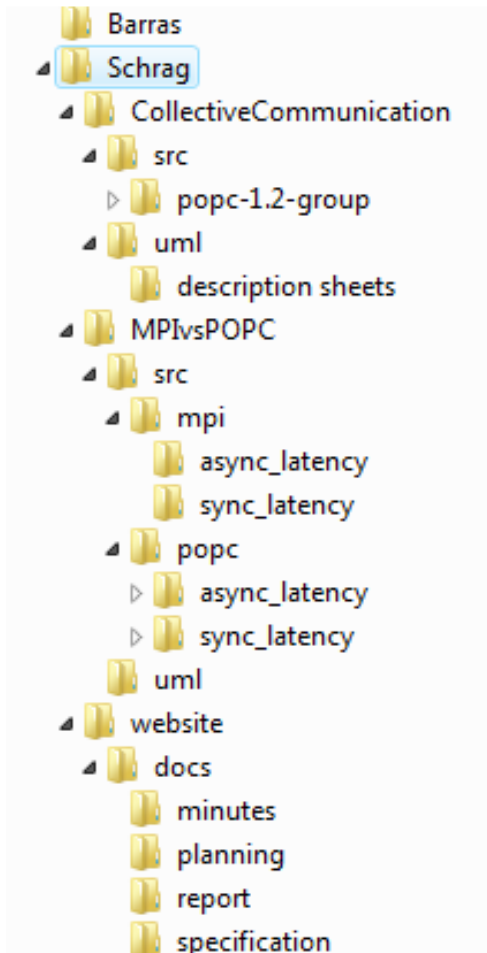 Barras
Schrag
CollectiveCommunication
src
popc-1.2-group
uml
description sheets
MPIvsPOPC
src
mpi
async_latency
sync_latency
popc
async_latency
sync_latency
uml
website
docs
minutes
planning
report
specification